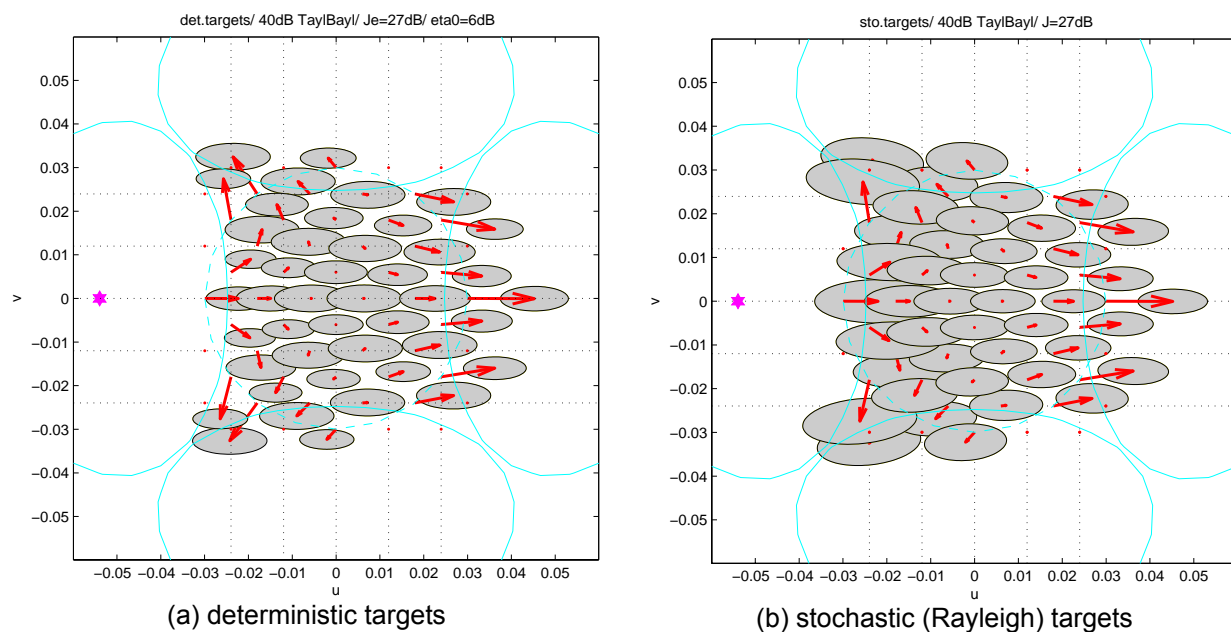 det.targets/ 40dB TaylBayl/ Je=27dB/ eta0=6dB
0.05
0.04
0.03
0.02
0.01
0
−0.01
−0.02
−0.03
−0.04
−0.05
v
−0.05 −0.04 −0.03 −0.02 −0.01 0 0.01 0.02 0.03 0.04 0.05
u
(a) deterministic targets
sto.targets/ 40dB TaylBayl/ J=27dB
0.05
0.04
0.03
0.02
0.01
0
−0.01
−0.02
−0.03
−0.04
−0.05
v
−0.05 −0.04 −0.03 −0.02 −0.01 0 0.01 0.02 0.03 0.04 0.05
u
(b) stochastic (Rayleigh) targets